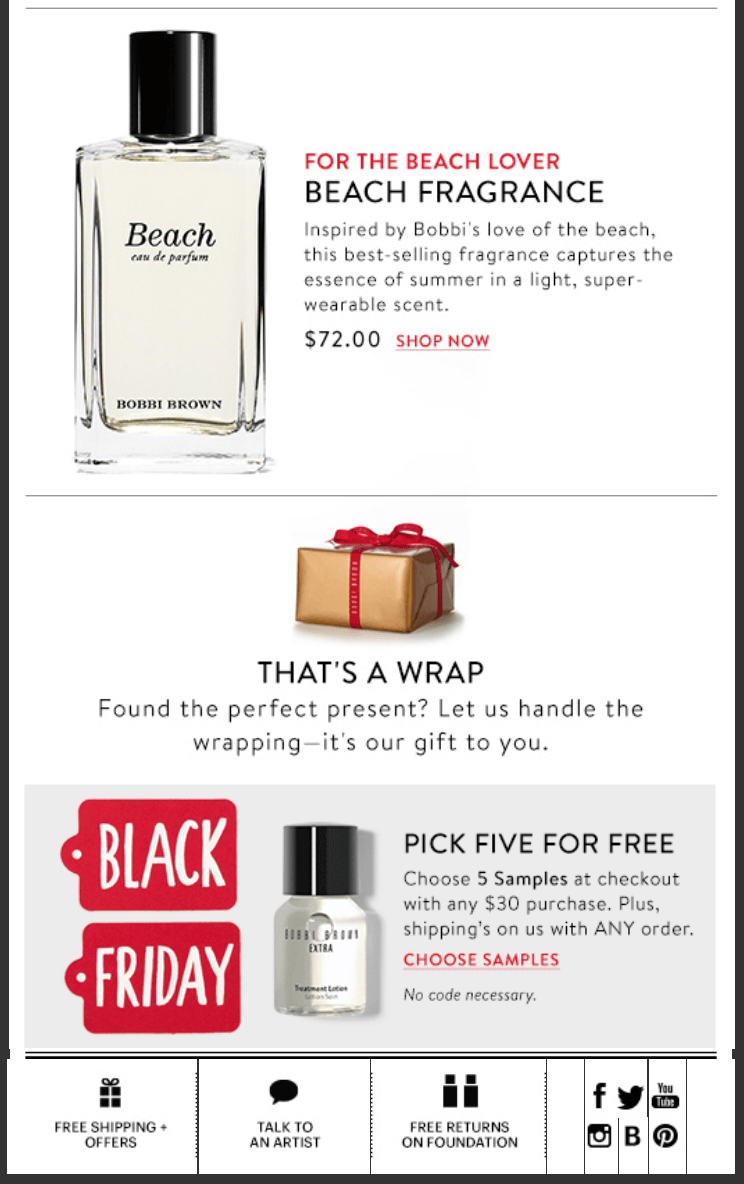 Beach
eau de parfum
BOBBI BROWN
FOR THE BEACH LOVER
BEACH FRAGRANCE
Inspired by Bobbi's love of the beach,
this best-selling fragrance captures the
essence of summer in a light, super-
wearable scent.
$72.00 SHOP NOW
BOBBI BROWN
THAT'S A WRAP
Found the perfect present? Let us handle the
wrapping—it's our gift to you.
BLACK
FRIDAY
BOBBI BROWN
EXTRA
Treatment Lotion
Lotion Soin
PICK FIVE FOR FREE
Choose 5 Samples at checkout
with any $30 purchase. Plus,
shipping's on us with ANY order.
CHOOSE SAMPLES
No code necessary.
FREE SHIPPING +
OFFERS
TALK TO
AN ARTIST
FREE RETURNS
ON FOUNDATION
f
You
Tube
B